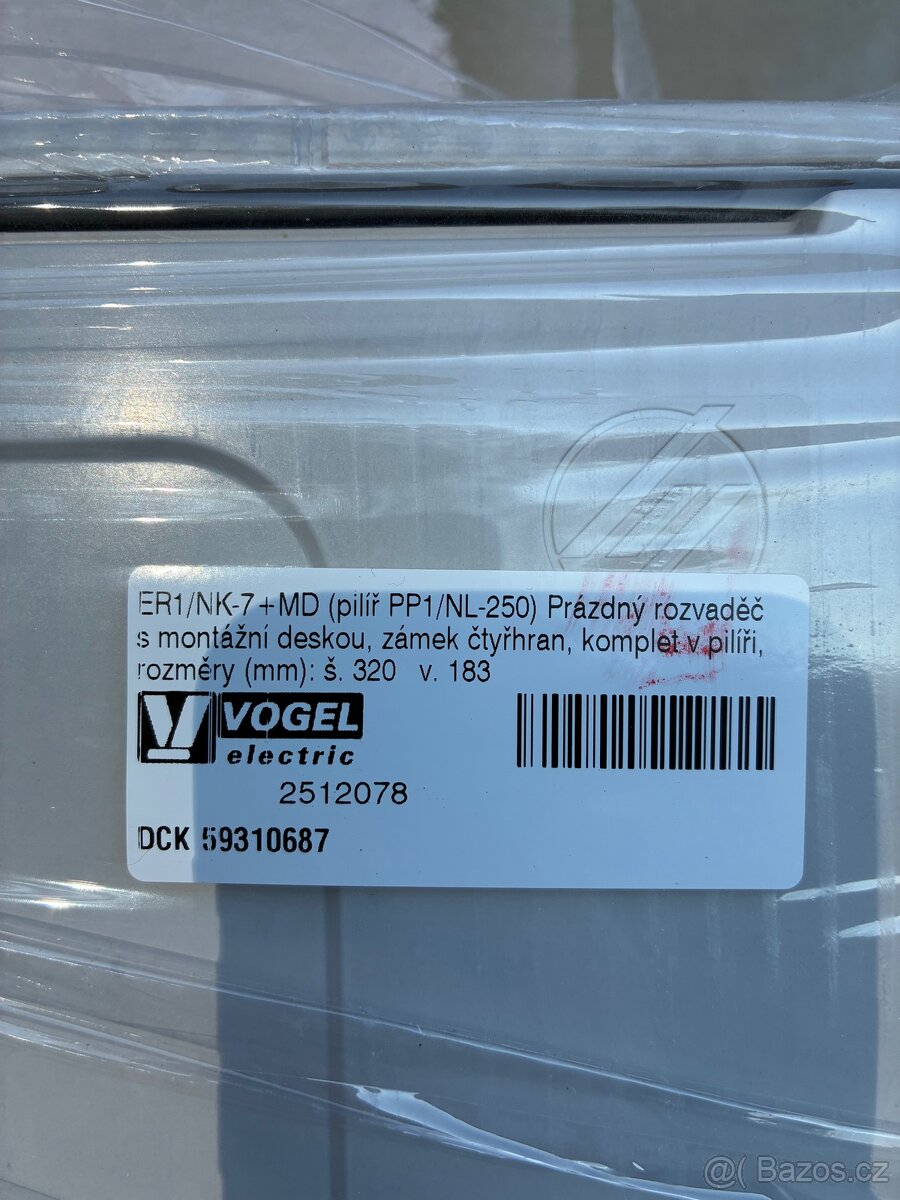 ER1/NK-7+MD (pilíř PP1/NL-250) Prázdný rozvaděč
s montážní deskou, zámek čtyřhran, komplet v pilíři,
rozměry (mm): š. 320 v. 183
VOGEL
electric
2512078
DCK 59310687
@( Bazos.cz